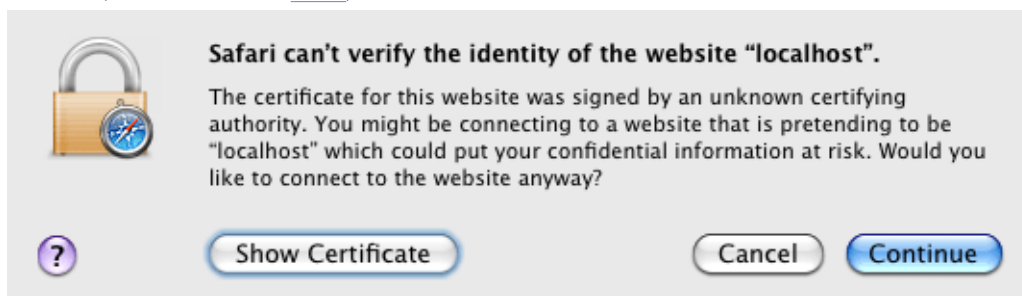 Safari can't verify the identity of the website “localhost”.
The certificate for this website was signed by an unknown certifying
authority. You might be connecting to a website that is pretending to be
“localhost” which could put your confidential information at risk. Would you
like to connect to the website anyway?
?
Show Certificate
Cancel
Continue